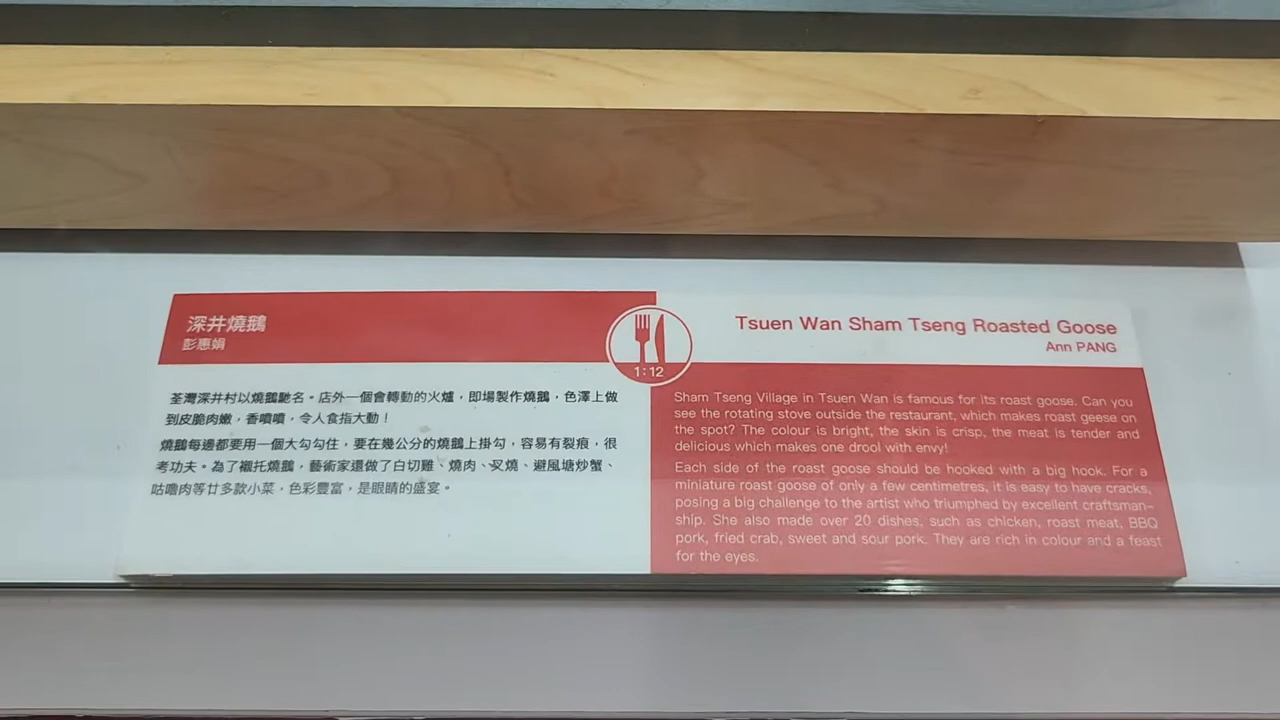 深井燒鵝
彭惠娟
荃灣深井村以燒鵝馳名。店外一個會轉動的火爐，即場製作燒鵝，色澤上做
到皮脆肉嫩，香噴噴，令人食指大動！
燒鵝每邊都要用一個大勾勾住，要在幾公分的燒鵝上掛勾，容易有裂痕，很
考功夫。為了襯托燒鵝，藝術家還做了白切雞、燒肉、叉燒、避風塘炒蟹、
咕嚕肉等廿多款小菜，色彩豐富，是眼睛的盛宴。
1:12
Tsuen Wan Sham Tseng Roasted Goose
Ann PANG
Sham Tseng Village in Tsuen Wan is famous for its roast goose. Can you
see the rotating stove outside the restaurant, which makes roast geese on
the spot? The colour is bright, the skin is crisp, the meat is tender and
delicious which makes one drool with envy!
Each side of the roast goose should be hooked with a big hook. For a
miniature roast goose of only a few centimetres, it is easy to have cracks,
posing a big challenge to the artist who triumphed by excellent craftsman-
ship. She also made over 20 dishes, such as chicken, roast meat, BBQ
pork, fried crab, sweet and sour pork. They are rich in colour and a feast
for the eyes.